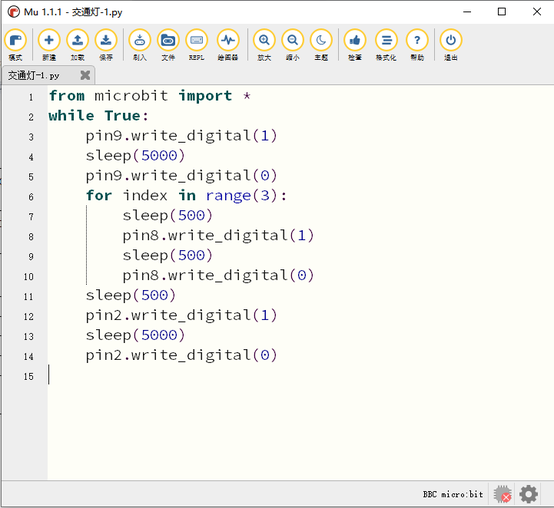 Mu 1.1.1 - 交通灯-1.py
模式 新建 加载 保存 刷入 文件 REPL 绘图器 放大 缩小 主题 检查 格式化 帮助 退出
交通灯-1.py
1 from microbit import *
2 while True:
3     pin9.write_digital(1)
4     sleep(5000)
5     pin9.write_digital(0)
6     for index in range(3):
7         sleep(500)
8         pin8.write_digital(1)
9         sleep(500)
10         pin8.write_digital(0)
11     sleep(500)
12     pin2.write_digital(1)
13     sleep(5000)
14     pin2.write_digital(0)
15
BBC micro:bit